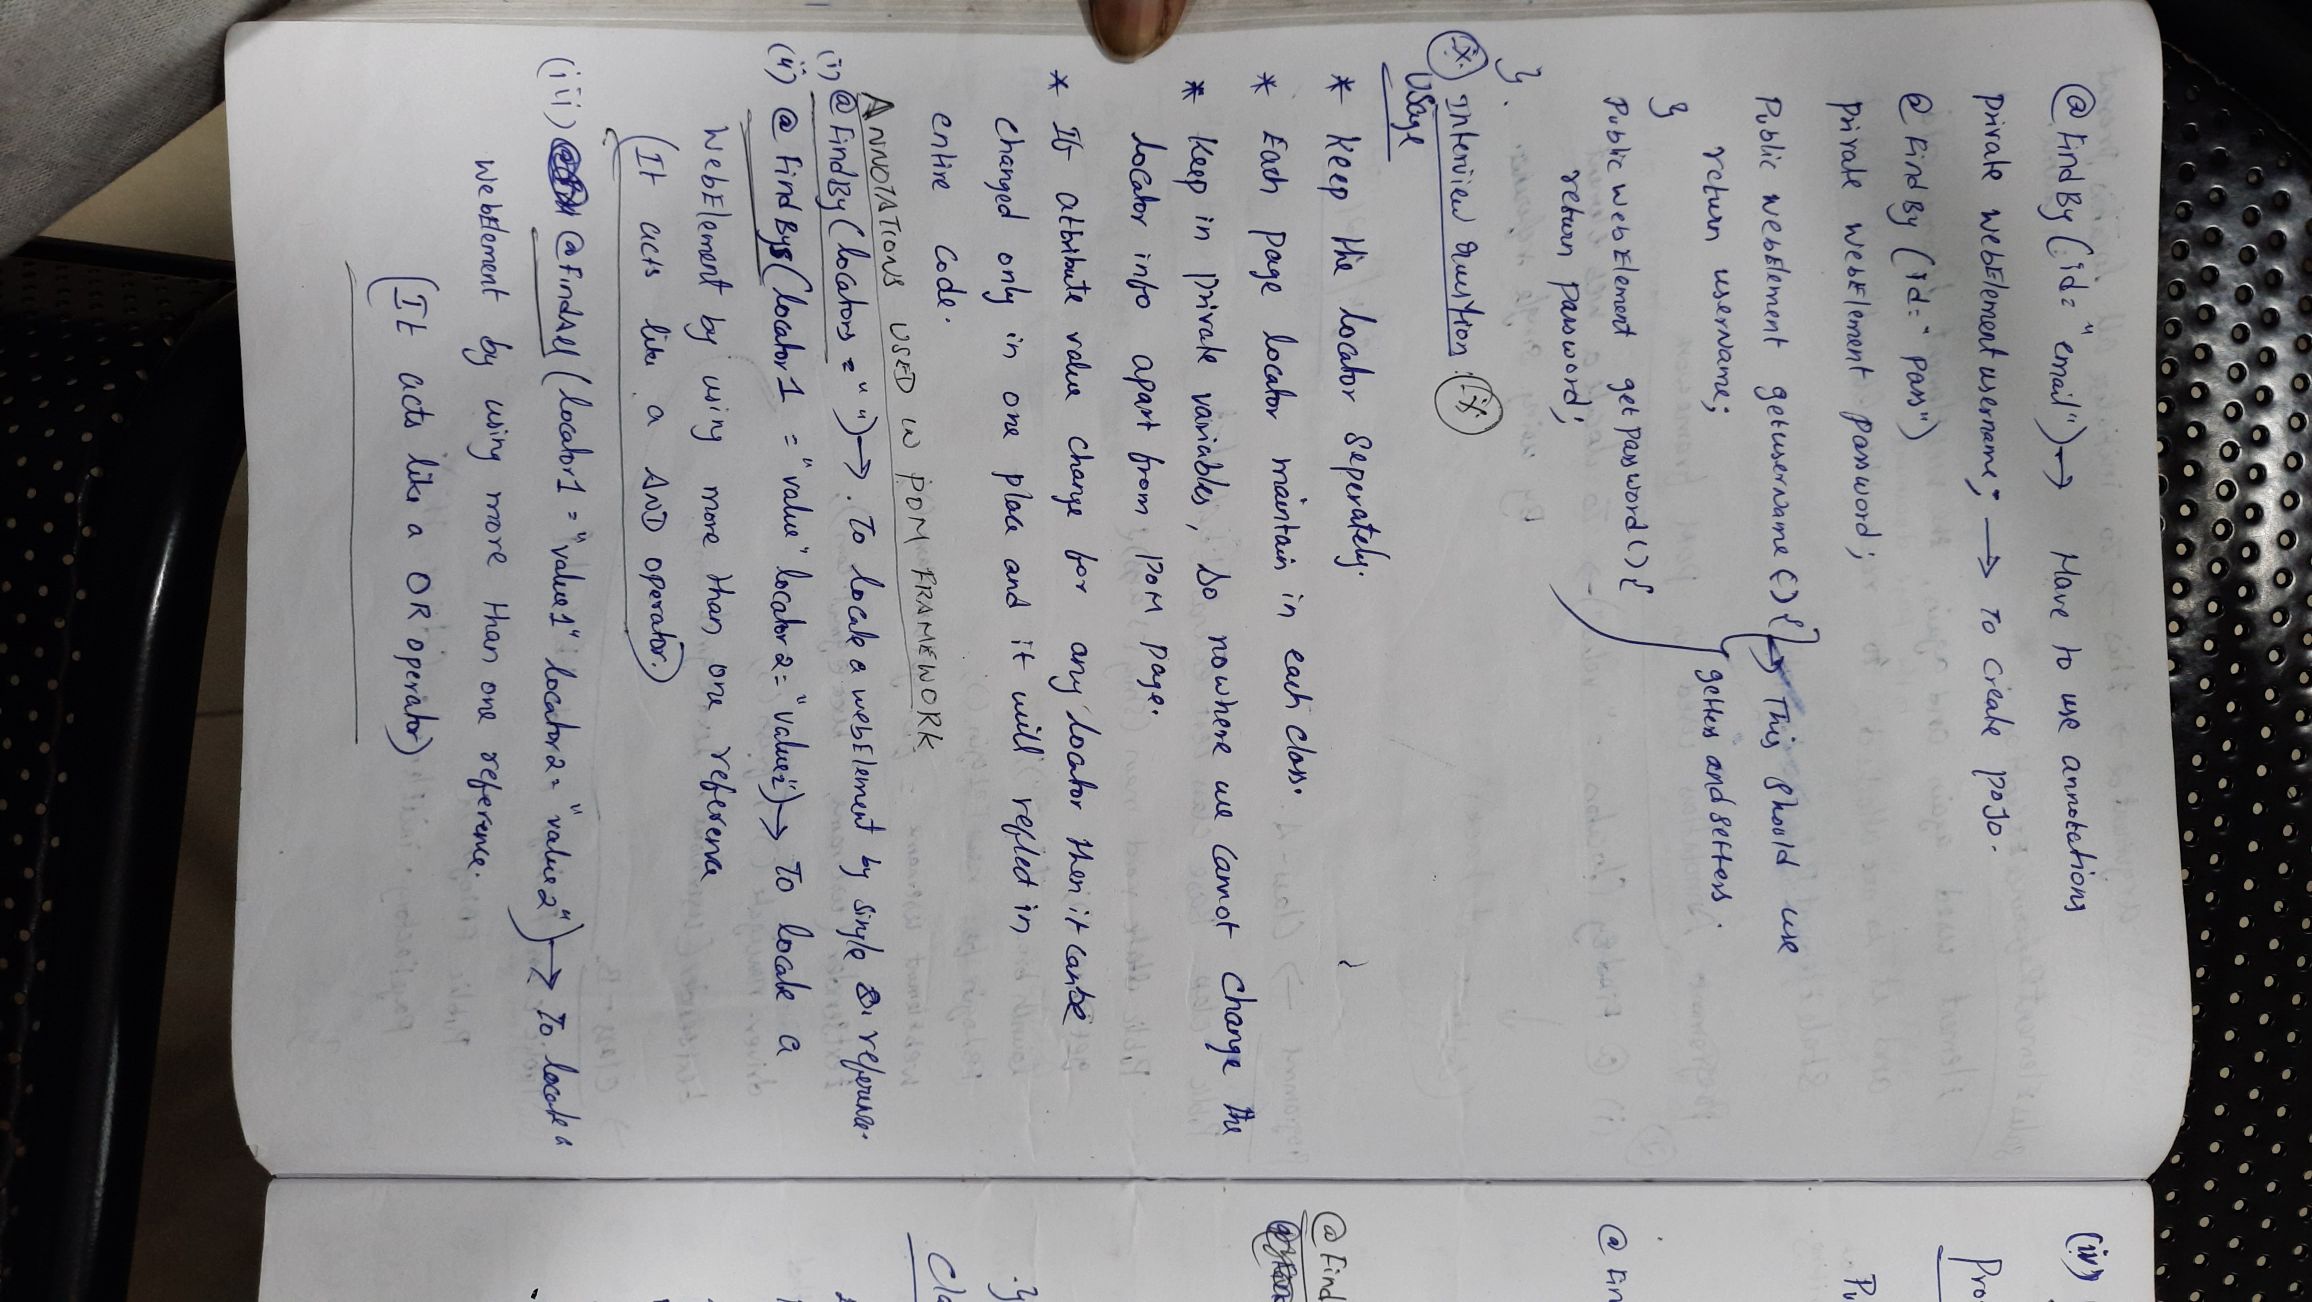 @FindBy(id="email") → Have to use annotations
private WebElement username; → To create POJO.
@FindBy(id="pass")
private WebElement password;
Public WebElement getusername(){ → This should use
return username;
} getters and setters.
Public WebElement getpassword(){
return password;
}.
(ix) Interview Question: (ix)
Usage
* Keep the locator seperately.
* Each page locator maintain in each class.
* Keep in private variables, so nowhere we cannot change the
locator info apart from POM page.
* If attribute value change for any locator then it can be
changed only in one place and it will reflect in
entire code.
ANNOTATIONS USED IN POM FRAMEWORK
(i) @FindBy(locators = " ") → To locate a webElement by single reference.
(ii) @FindBys(locator1 = "value" locator2 = "value2") → To locate a
WebElement by using more than one reference
(It acts like a AND operator.)
(iii) @FindAll(locator1 = "value1" locator2 = "value2") → To locate a
WebElement by using more than one reference.
(It acts like a OR operator)
(iv)
Pro
Pu
@Fin
@Find
}
Cla